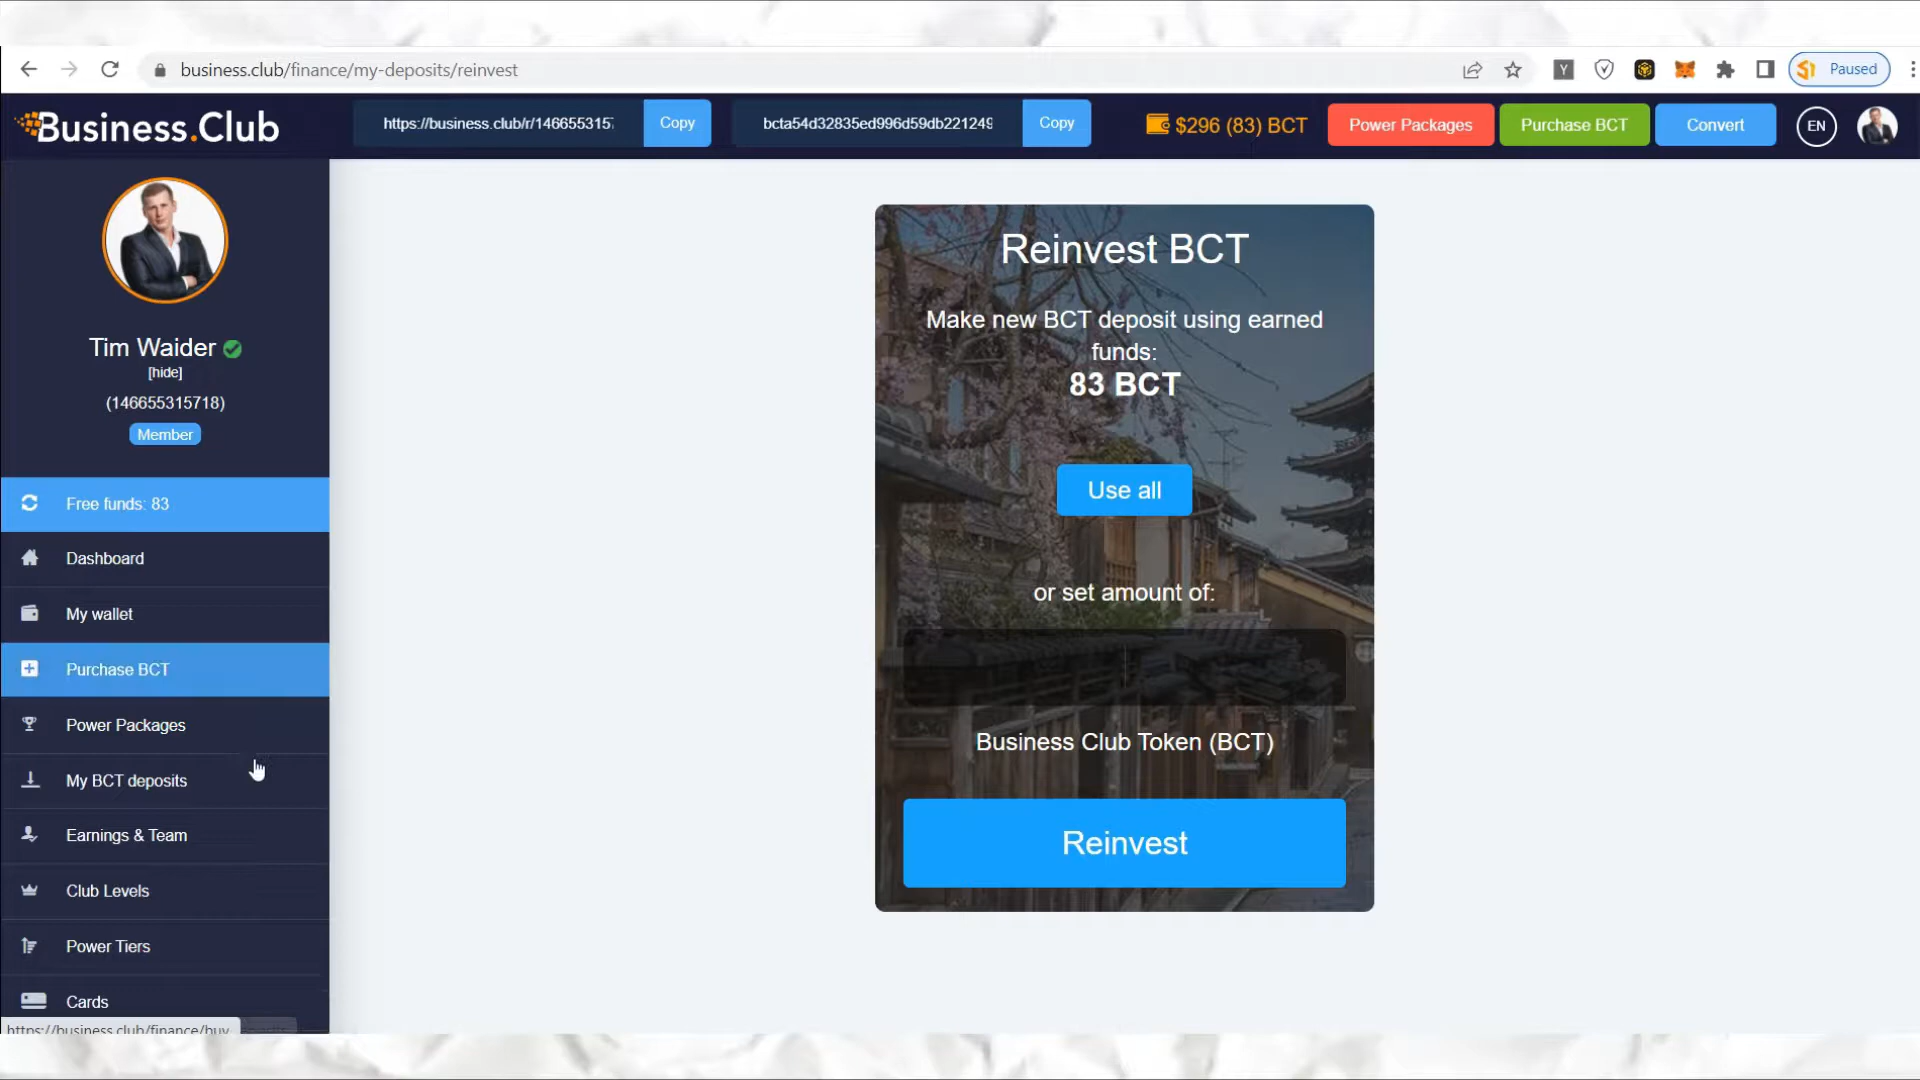 business.club/finance/my-deposits/reinvest
Y
Paused
Business.Club
https://business.club/r/146655315
Copy
bcta54d32835ed996d59db221249
Copy
$296 (83) BCT
Power Packages
Purchase BCT
Convert
EN
Tim Waider
[hide]
(146655315718)
Member
Free funds: 83
Dashboard
My wallet
Purchase BCT
Power Packages
My BCT deposits
Earnings & Team
Club Levels
Power Tiers
Cards
https://business.club/finance/buy
Reinvest BCT
Make new BCT deposit using earned
funds:
83 BCT
Use all
or set amount of:
Business Club Token (BCT)
Reinvest